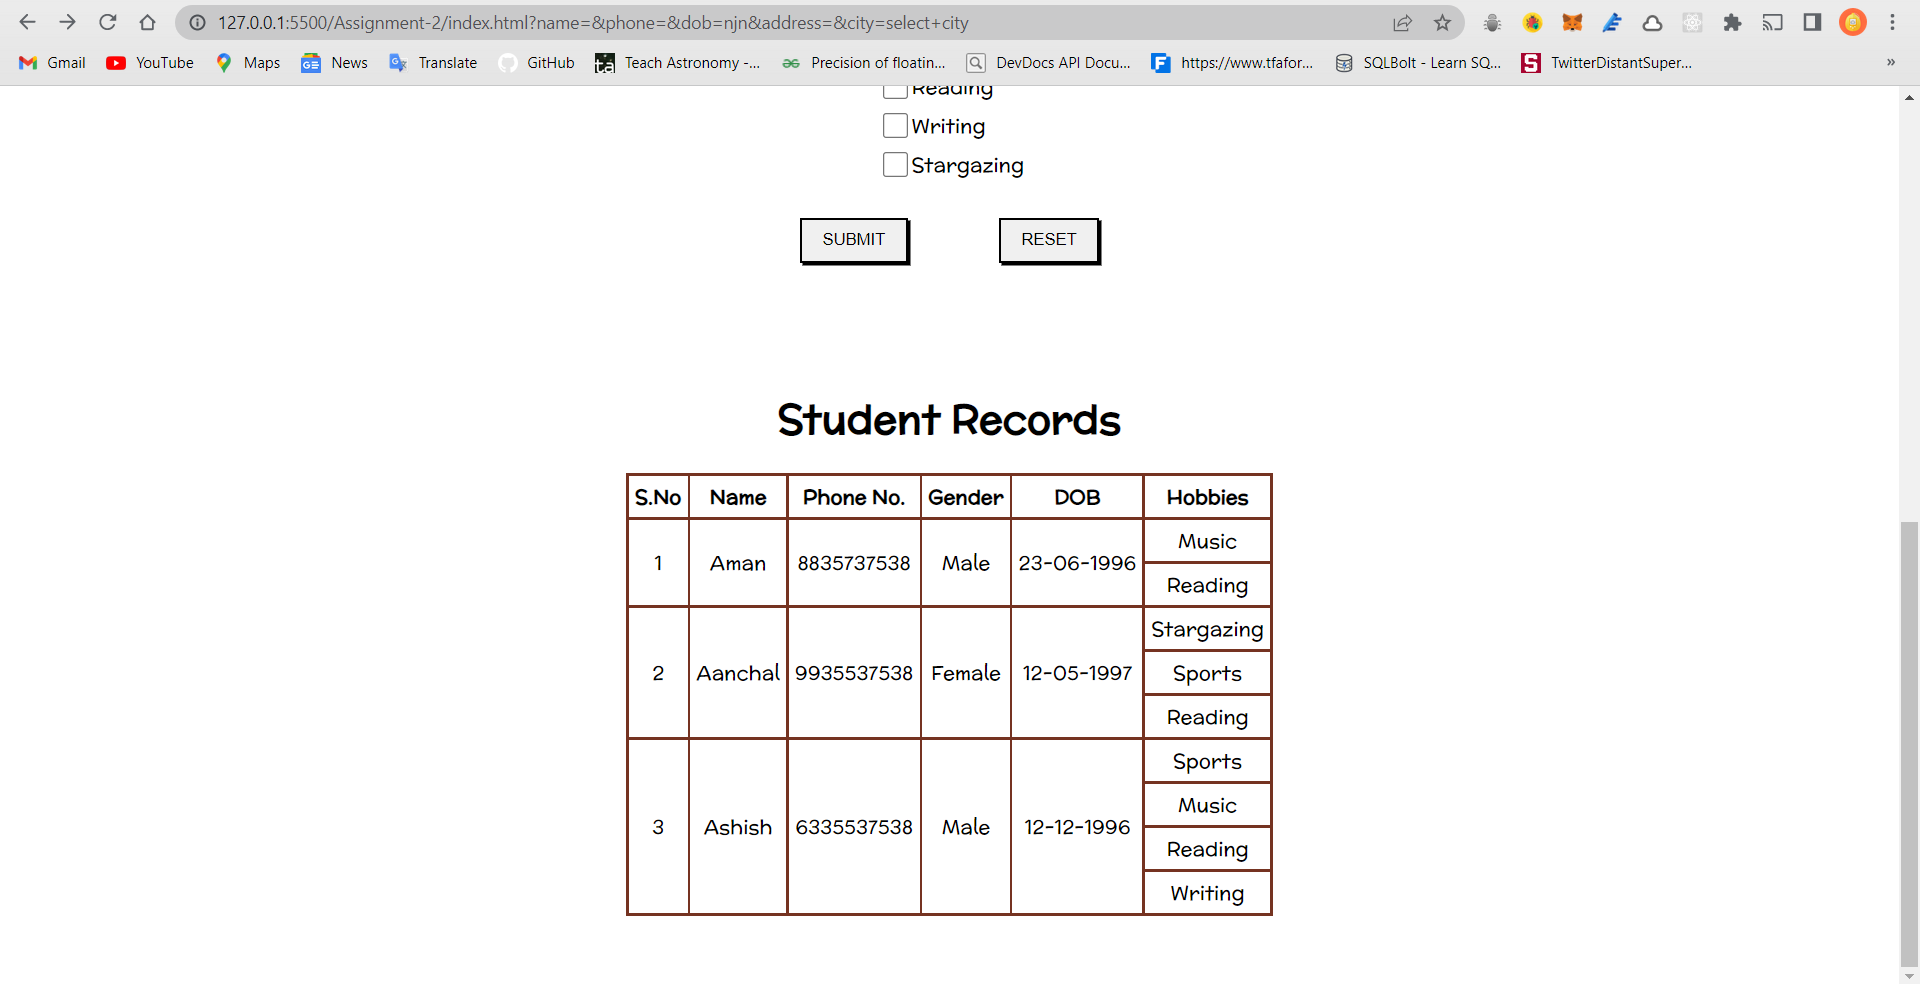 127.0.0.1:5500/Assignment-2/index.html?name=&phone=&dob=njn&address=&city=select+city
Gmail YouTube Maps News Translate GitHub Teach Astronomy -... Precision of floatin... DevDocs API Docu... https://www.tfafor... SQLBolt - Learn SQ... TwitterDistantSuper... »
Reading
Writing
Stargazing
SUBMIT RESET
Student Records
S.No Name Phone No. Gender DOB Hobbies
1 Aman 8835737538 Male 23-06-1996 Music
Reading
2 Aanchal 9935537538 Female 12-05-1997 Stargazing
Sports
Reading
3 Ashish 6335537538 Male 12-12-1996 Sports
Music
Reading
Writing